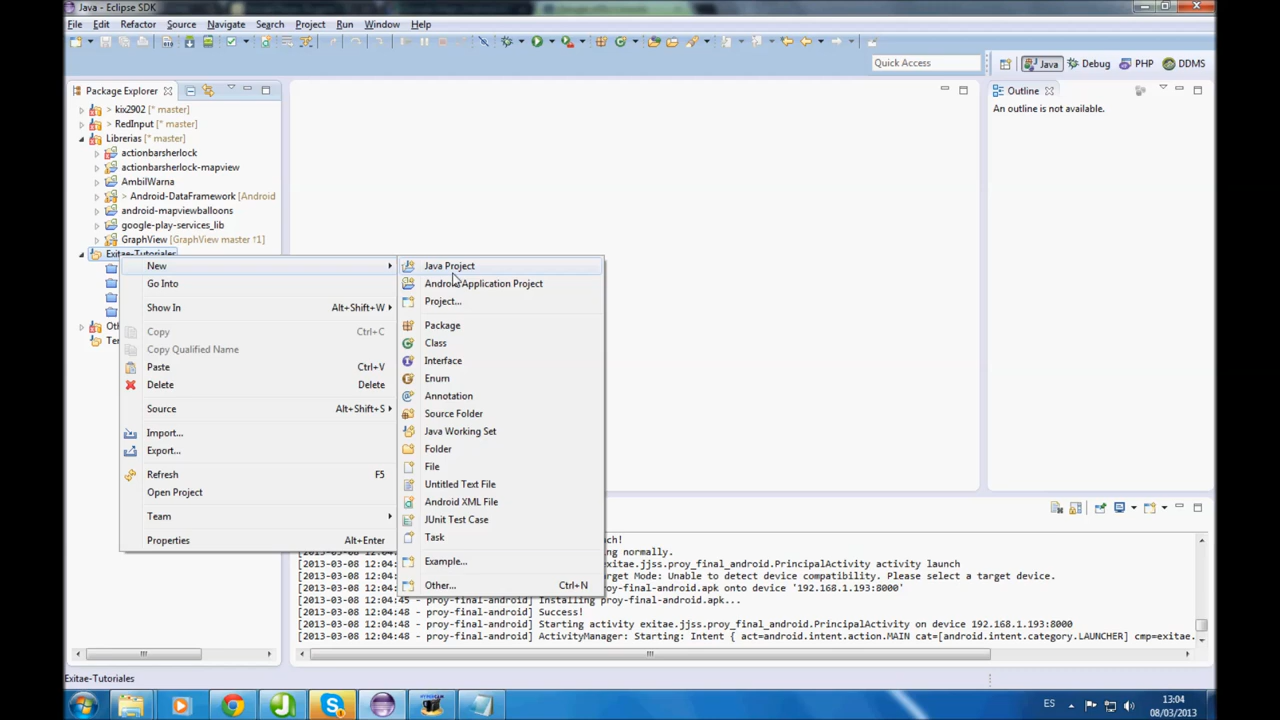 Java - Eclipse SDK
File Edit Refactor Source Navigate Search Project Run Window Help
Quick Access
Java Debug PHP DDMS
Package Explorer
Outline
An outline is not available.
> kix2902 [* master]
> RedInput [* master]
Librerias [* master]
actionbarsherlock
actionbarsherlock-mapview
AmbilWarna
> Android-DataFramework [Android
android-mapviewballoons
google-play-services_lib
GraphView [GraphView master ↑1]
Exitae-Tutoriales
New
Go Into
Show In Alt+Shift+W
Copy Ctrl+C
Copy Qualified Name
Paste Ctrl+V
Delete Delete
Source Alt+Shift+S
Import...
Export...
Refresh F5
Open Project
Team
Properties Alt+Enter
Java Project
Android Application Project
Project...
Package
Class
Interface
Enum
Annotation
Source Folder
Java Working Set
Folder
File
Untitled Text File
Android XML File
JUnit Test Case
Task
Example...
Other... Ctrl+N
ch!
ing normally.
exitae.jjss.proy_final_android.PrincipalActivity activity launch
arget Mode: Unable to detect device compatibility. Please select a target device.
proy-final-android.apk onto device '192.168.1.193:8000'
[2013-03-08 12:04:45 - proy-final-android] Installing proy-final-android.apk...
[2013-03-08 12:04:48 - proy-final-android] Success!
[2013-03-08 12:04:48 - proy-final-android] Starting activity exitae.jjss.proy_final_android.PrincipalActivity on device 192.168.1.193:8000
[2013-03-08 12:04:48 - proy-final-android] ActivityManager: Starting: Intent { act=android.intent.action.MAIN cat=[android.intent.category.LAUNCHER] cmp=exitae.
Exitae-Tutoriales
ES
13:04
08/03/2013